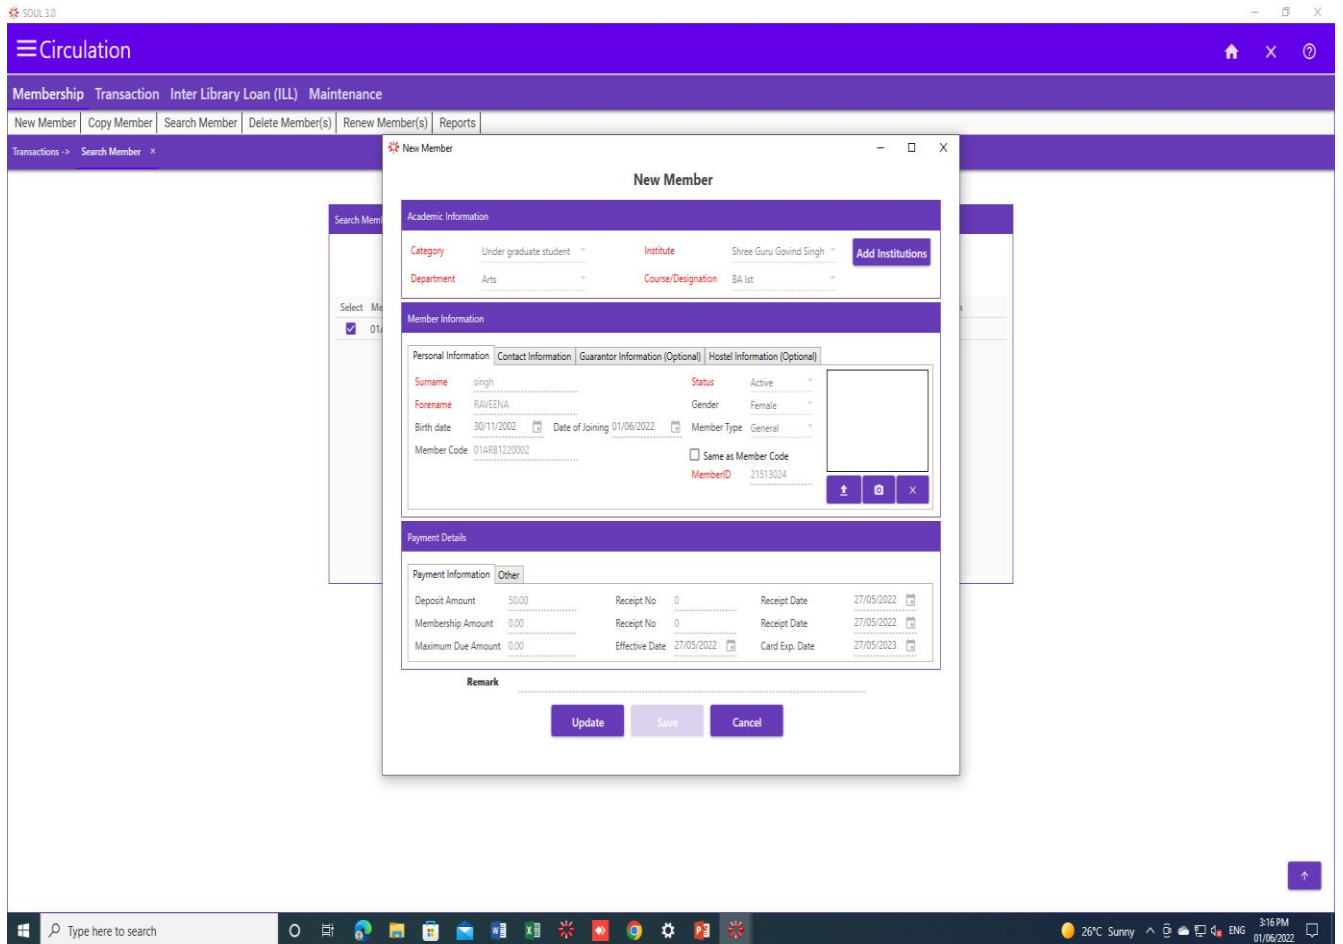 SOUL 3.0
Circulation
Membership Transaction Inter Library Loan (ILL) Maintenance
New Member Copy Member Search Member Delete Member(s) Renew Member(s) Reports
Transactions -> Search Member ×
New Member
New Member
Search Mem
Academic Information
Category Under graduate student Institute Shree Guru Govind Singh Add Institutions
Department Arts Course/Designation BA Ist
Select Me
Member Information
01A
Personal Information Contact Information Guarantor Information (Optional) Hostel Information (Optional)
Surname singh Status Active
Forename RAVEENA Gender Female
Birth date 30/11/2002 Date of Joining 01/06/2022 Member Type General
Member Code 01ARB1220002 Same as Member Code
MemberID 21513024
Payment Details
Payment Information Other
Deposit Amount 50.00 Receipt No 0 Receipt Date 27/05/2022
Membership Amount 0.00 Receipt No 0 Receipt Date 27/05/2022
Maximum Due Amount 0.00 Effective Date 27/05/2022 Card Exp. Date 27/05/2023
Remark
Update Save Cancel
Type here to search 26°C Sunny ENG 3:16 PM
01/06/2022